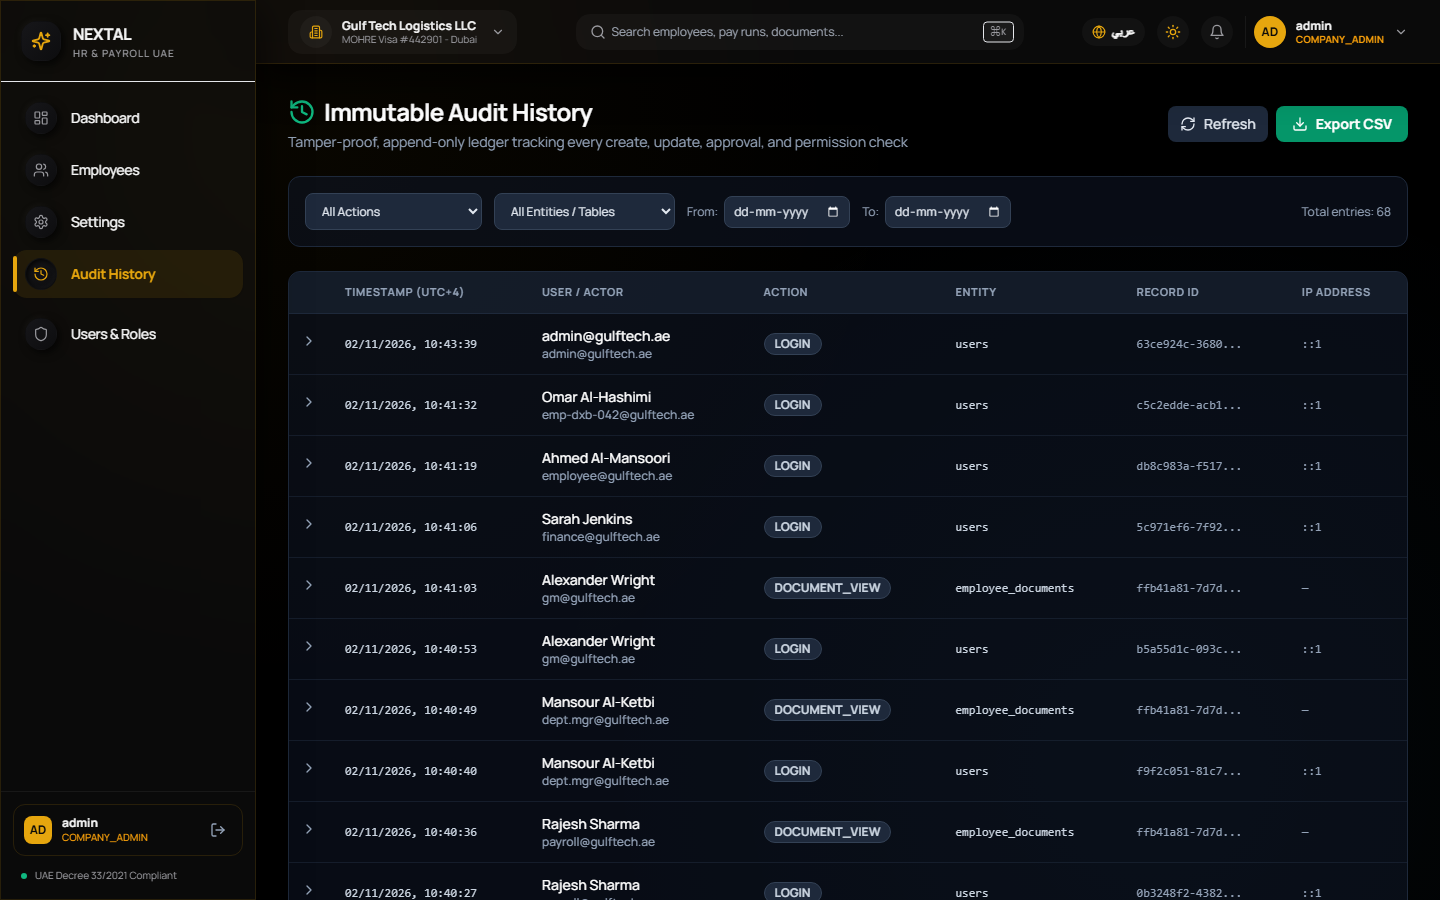 NEXTAL
HR & PAYROLL UAE
Gulf Tech Logistics LLC
MOHRE Visa #442901 - Dubai
Search employees, pay runs, documents...
⌘K
عربي
AD
admin
COMPANY_ADMIN
Dashboard
Employees
Settings
Audit History
Users & Roles
Immutable Audit History
Tamper-proof, append-only ledger tracking every create, update, approval, and permission check
Refresh
Export CSV
All Actions
All Entities / Tables
From: dd-mm-yyyy
To: dd-mm-yyyy
Total entries: 68
TIMESTAMP (UTC+4) USER / ACTOR ACTION ENTITY RECORD ID IP ADDRESS
02/11/2026, 10:43:39 admin@gulftech.ae LOGIN users 63ce924c-3680... ::1
admin@gulftech.ae
02/11/2026, 10:41:32 Omar Al-Hashimi LOGIN users c5c2edde-acb1... ::1
emp-dxb-042@gulftech.ae
02/11/2026, 10:41:19 Ahmed Al-Mansoori LOGIN users db8c983a-f517... ::1
employee@gulftech.ae
02/11/2026, 10:41:06 Sarah Jenkins LOGIN users 5c971ef6-7f92... ::1
finance@gulftech.ae
02/11/2026, 10:41:03 Alexander Wright DOCUMENT_VIEW employee_documents ffb41a81-7d7d... —
gm@gulftech.ae
02/11/2026, 10:40:53 Alexander Wright LOGIN users b5a55d1c-093c... ::1
gm@gulftech.ae
02/11/2026, 10:40:49 Mansour Al-Ketbi DOCUMENT_VIEW employee_documents ffb41a81-7d7d... —
dept.mgr@gulftech.ae
02/11/2026, 10:40:40 Mansour Al-Ketbi LOGIN users f9f2c051-81c7... ::1
dept.mgr@gulftech.ae
02/11/2026, 10:40:36 Rajesh Sharma DOCUMENT_VIEW employee_documents ffb41a81-7d7d... —
payroll@gulftech.ae
02/11/2026, 10:40:27 Rajesh Sharma LOGIN users 0b3248f2-4382... ::1
AD
admin
COMPANY_ADMIN
UAE Decree 33/2021 Compliant